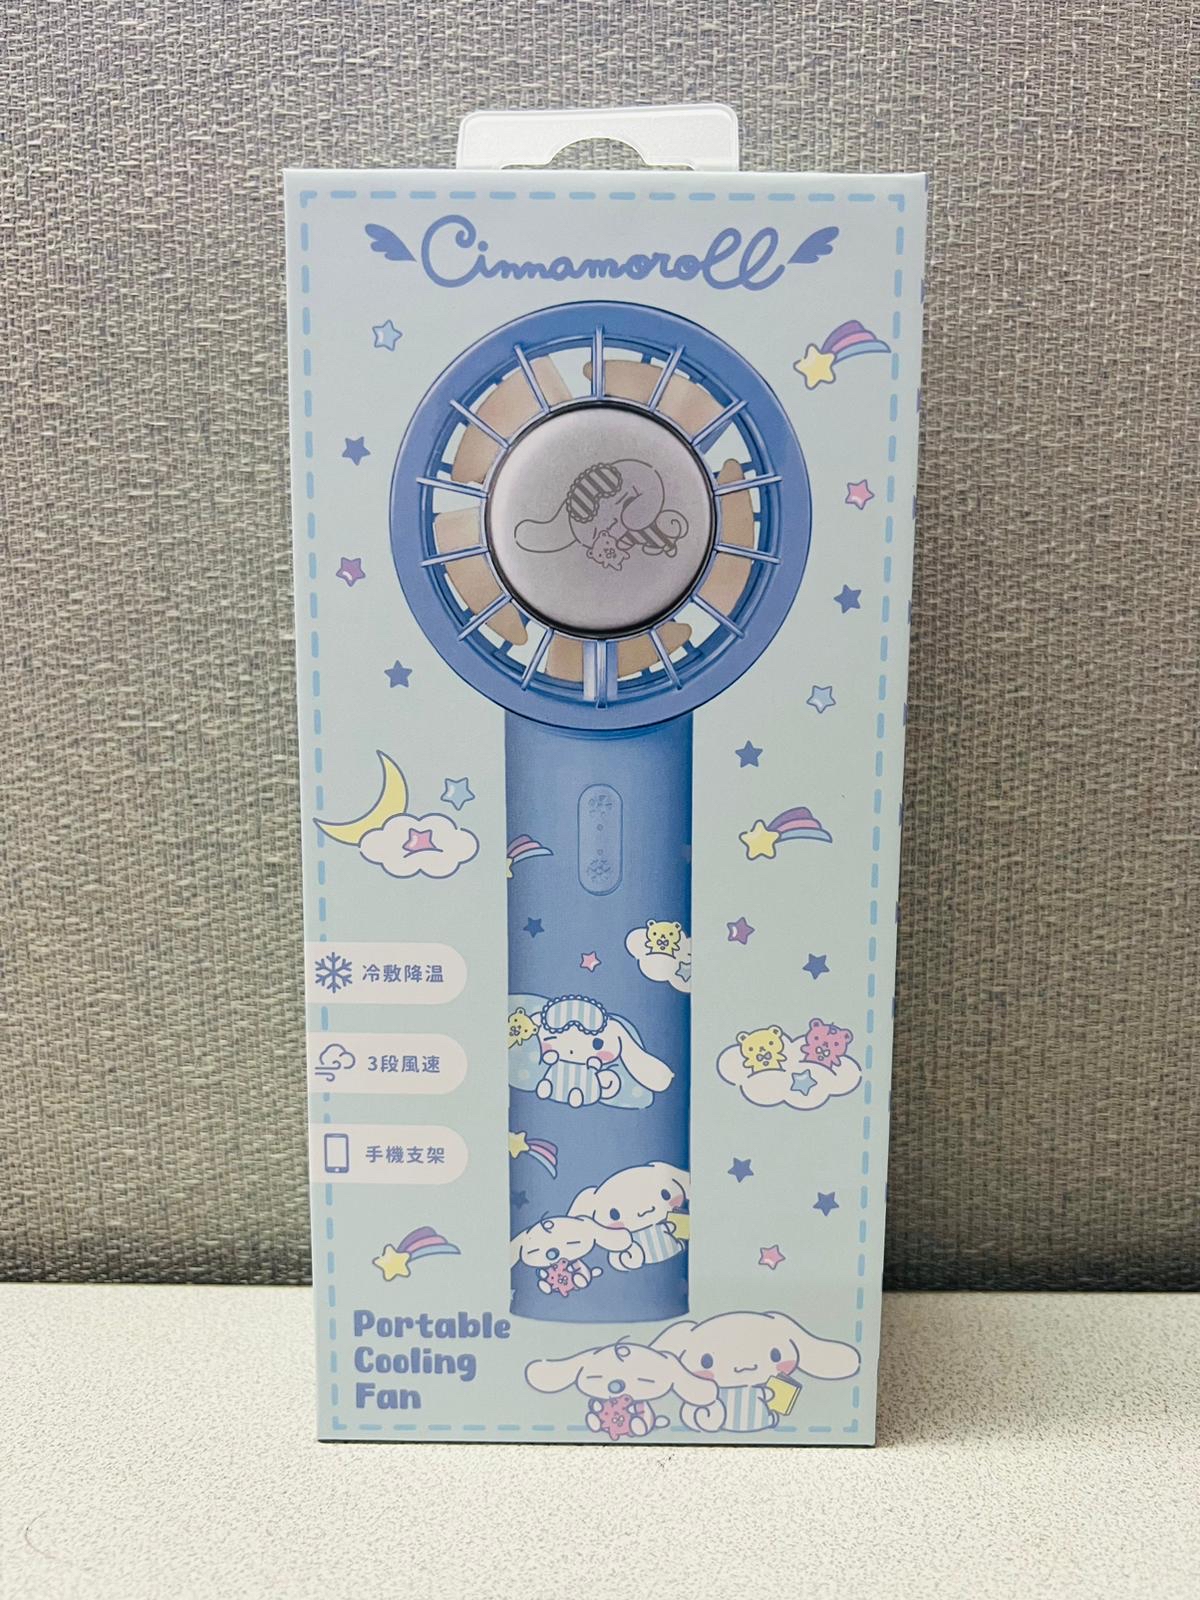 Cinnamoroll
冷敷降溫
3段風速
手機支架
Portable
Cooling
Fan